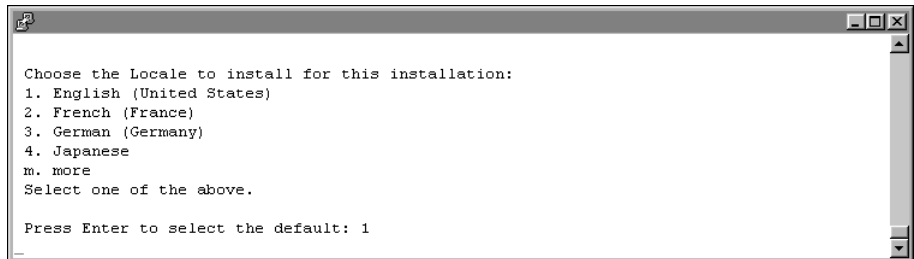 Choose the Locale to install for this installation:
1. English (United States)
2. French (France)
3. German (Germany)
4. Japanese
m. more
Select one of the above.
Press Enter to select the default: 1
_